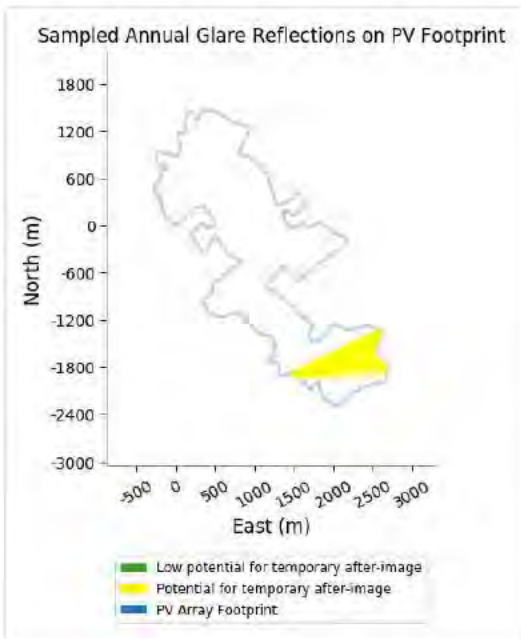 Sampled Annual Glare Reflections on PV Footprint
1800
1200
600
0
-600
-1200
-1800
-2400
-3000
North (m)
-500
0
500
1000
1500
2000
2500
3000
East (m)
Low potential for temporary after-image
Potential for temporary after-image
PV Array Footprint